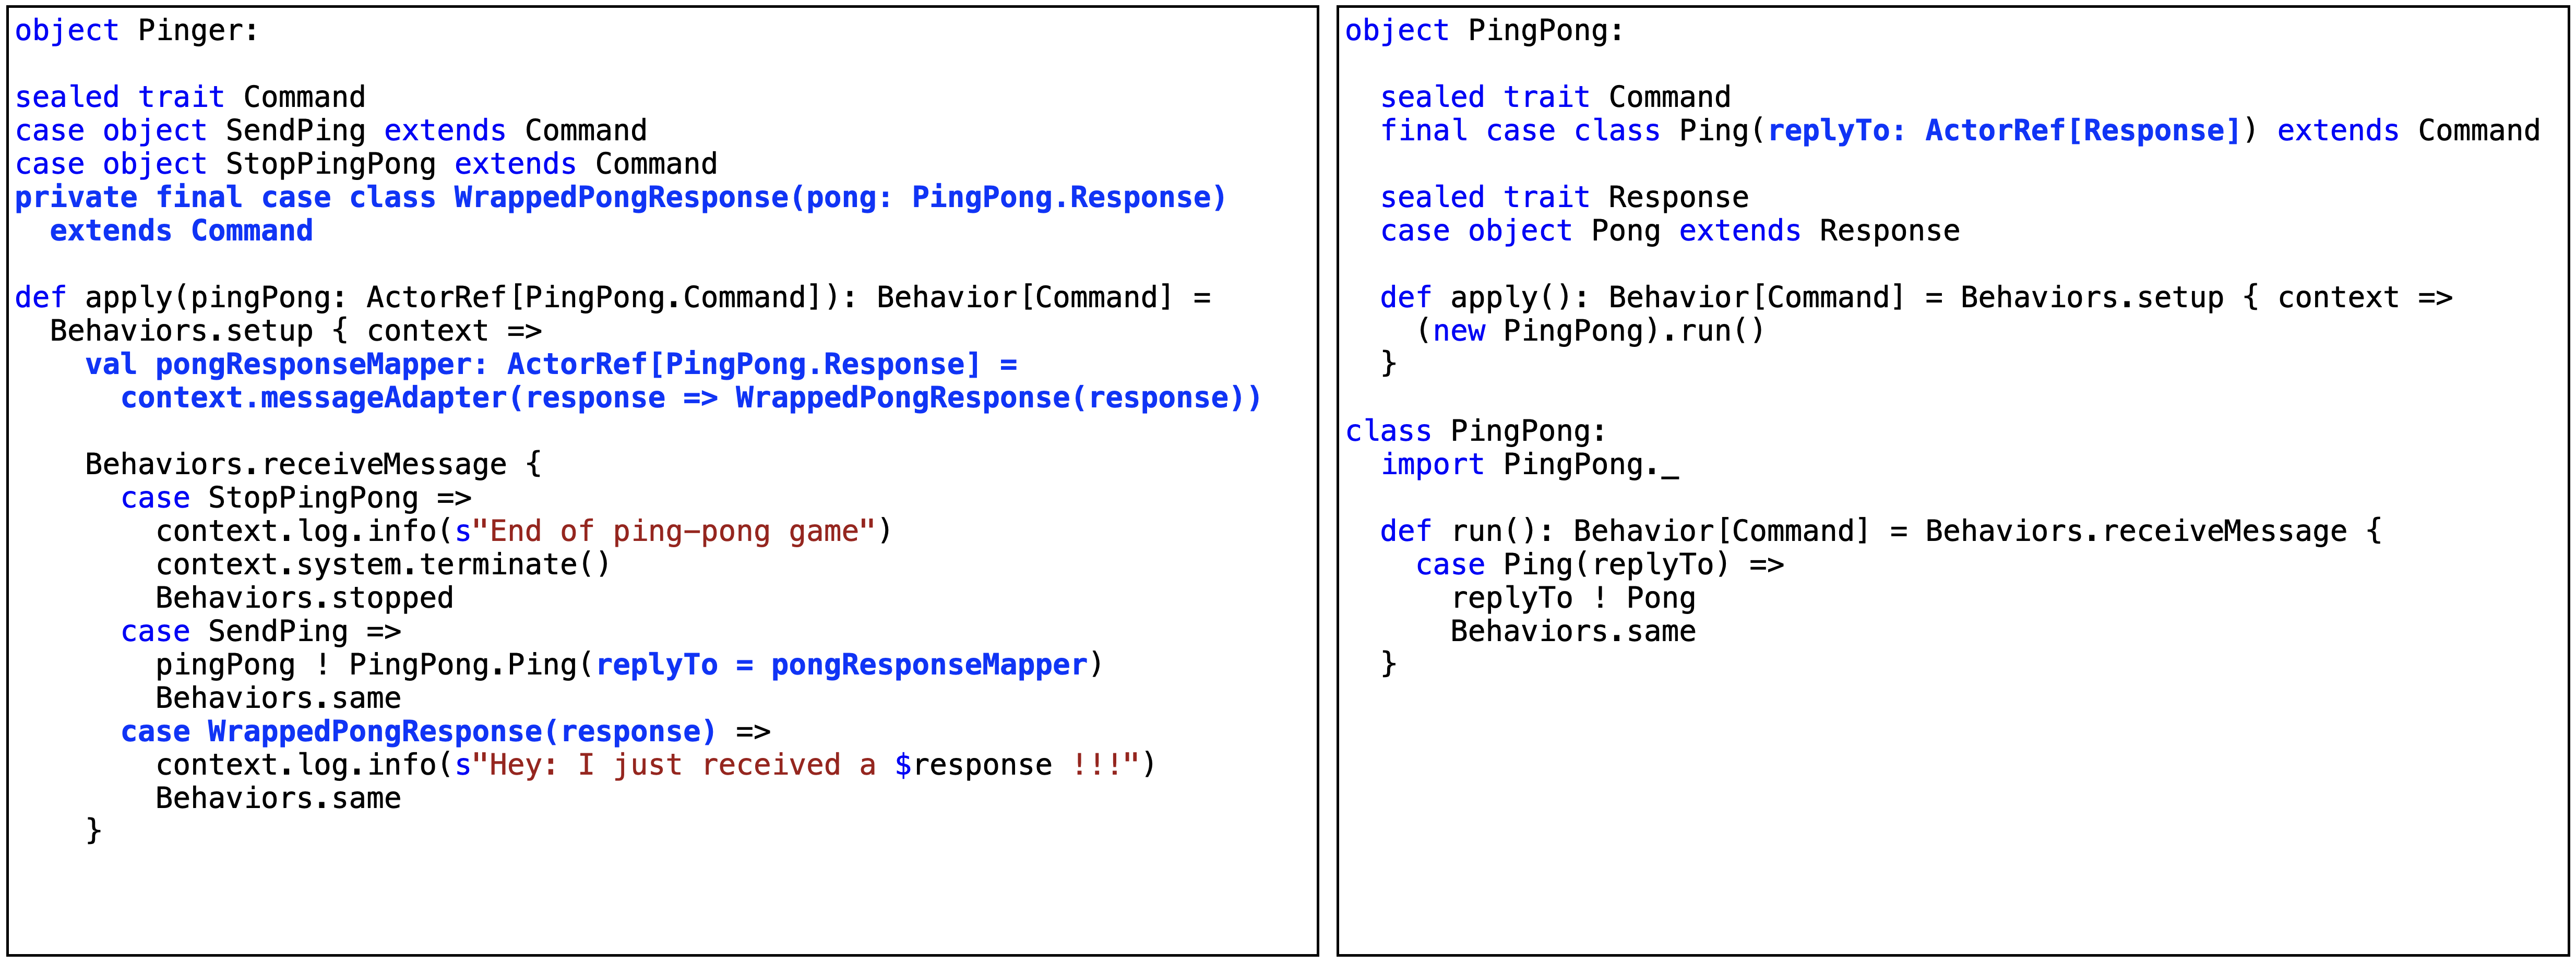 object Pinger:

sealed trait Command
case object SendPing extends Command
case object StopPingPong extends Command
private final case class WrappedPongResponse(pong: PingPong.Response)
  extends Command

def apply(pingPong: ActorRef[PingPong.Command]): Behavior[Command] =
  Behaviors.setup { context =>
    val pongResponseMapper: ActorRef[PingPong.Response] =
      context.messageAdapter(response => WrappedPongResponse(response))

    Behaviors.receiveMessage {
      case StopPingPong =>
        context.log.info(s"End of ping-pong game")
        context.system.terminate()
        Behaviors.stopped
      case SendPing =>
        pingPong ! PingPong.Ping(replyTo = pongResponseMapper)
        Behaviors.same
      case WrappedPongResponse(response) =>
        context.log.info(s"Hey: I just received a $response !!!")
        Behaviors.same
    }

object PingPong:

  sealed trait Command
  final case class Ping(replyTo: ActorRef[Response]) extends Command

  sealed trait Response
  case object Pong extends Response

  def apply(): Behavior[Command] = Behaviors.setup { context =>
    (new PingPong).run()
  }

class PingPong:
  import PingPong._

  def run(): Behavior[Command] = Behaviors.receiveMessage {
    case Ping(replyTo) =>
      replyTo ! Pong
      Behaviors.same
  }